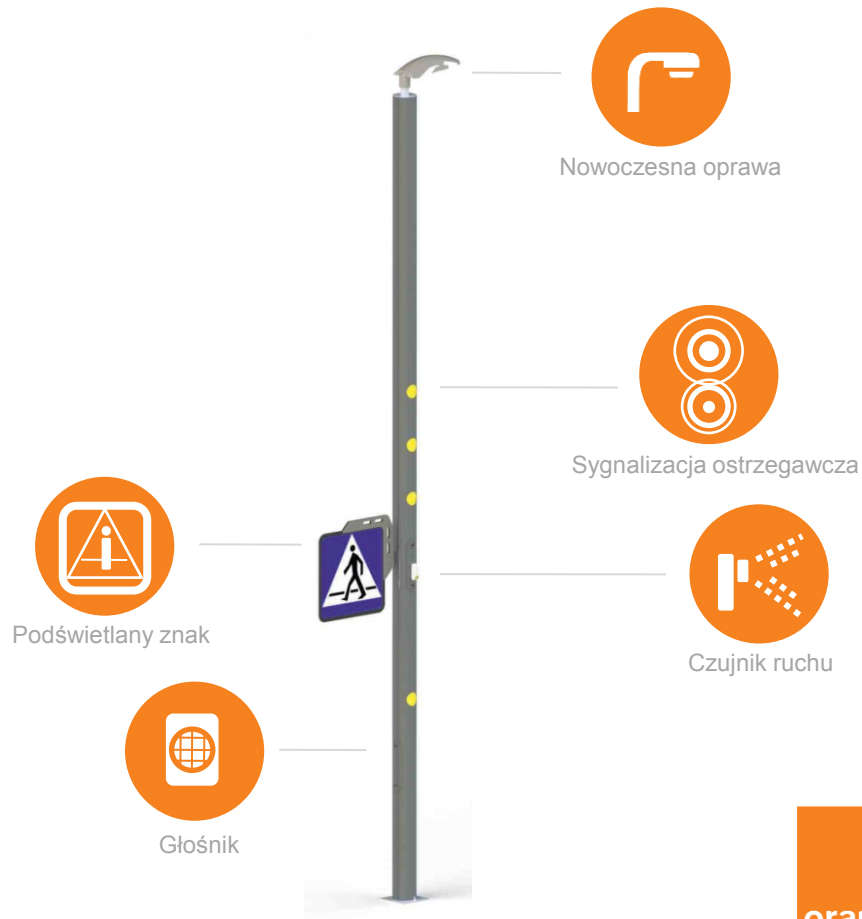 Nowoczesna oprawa
Sygnalizacja ostrzegawcza
Podświetlany znak
Czujnik ruchu
Głośnik